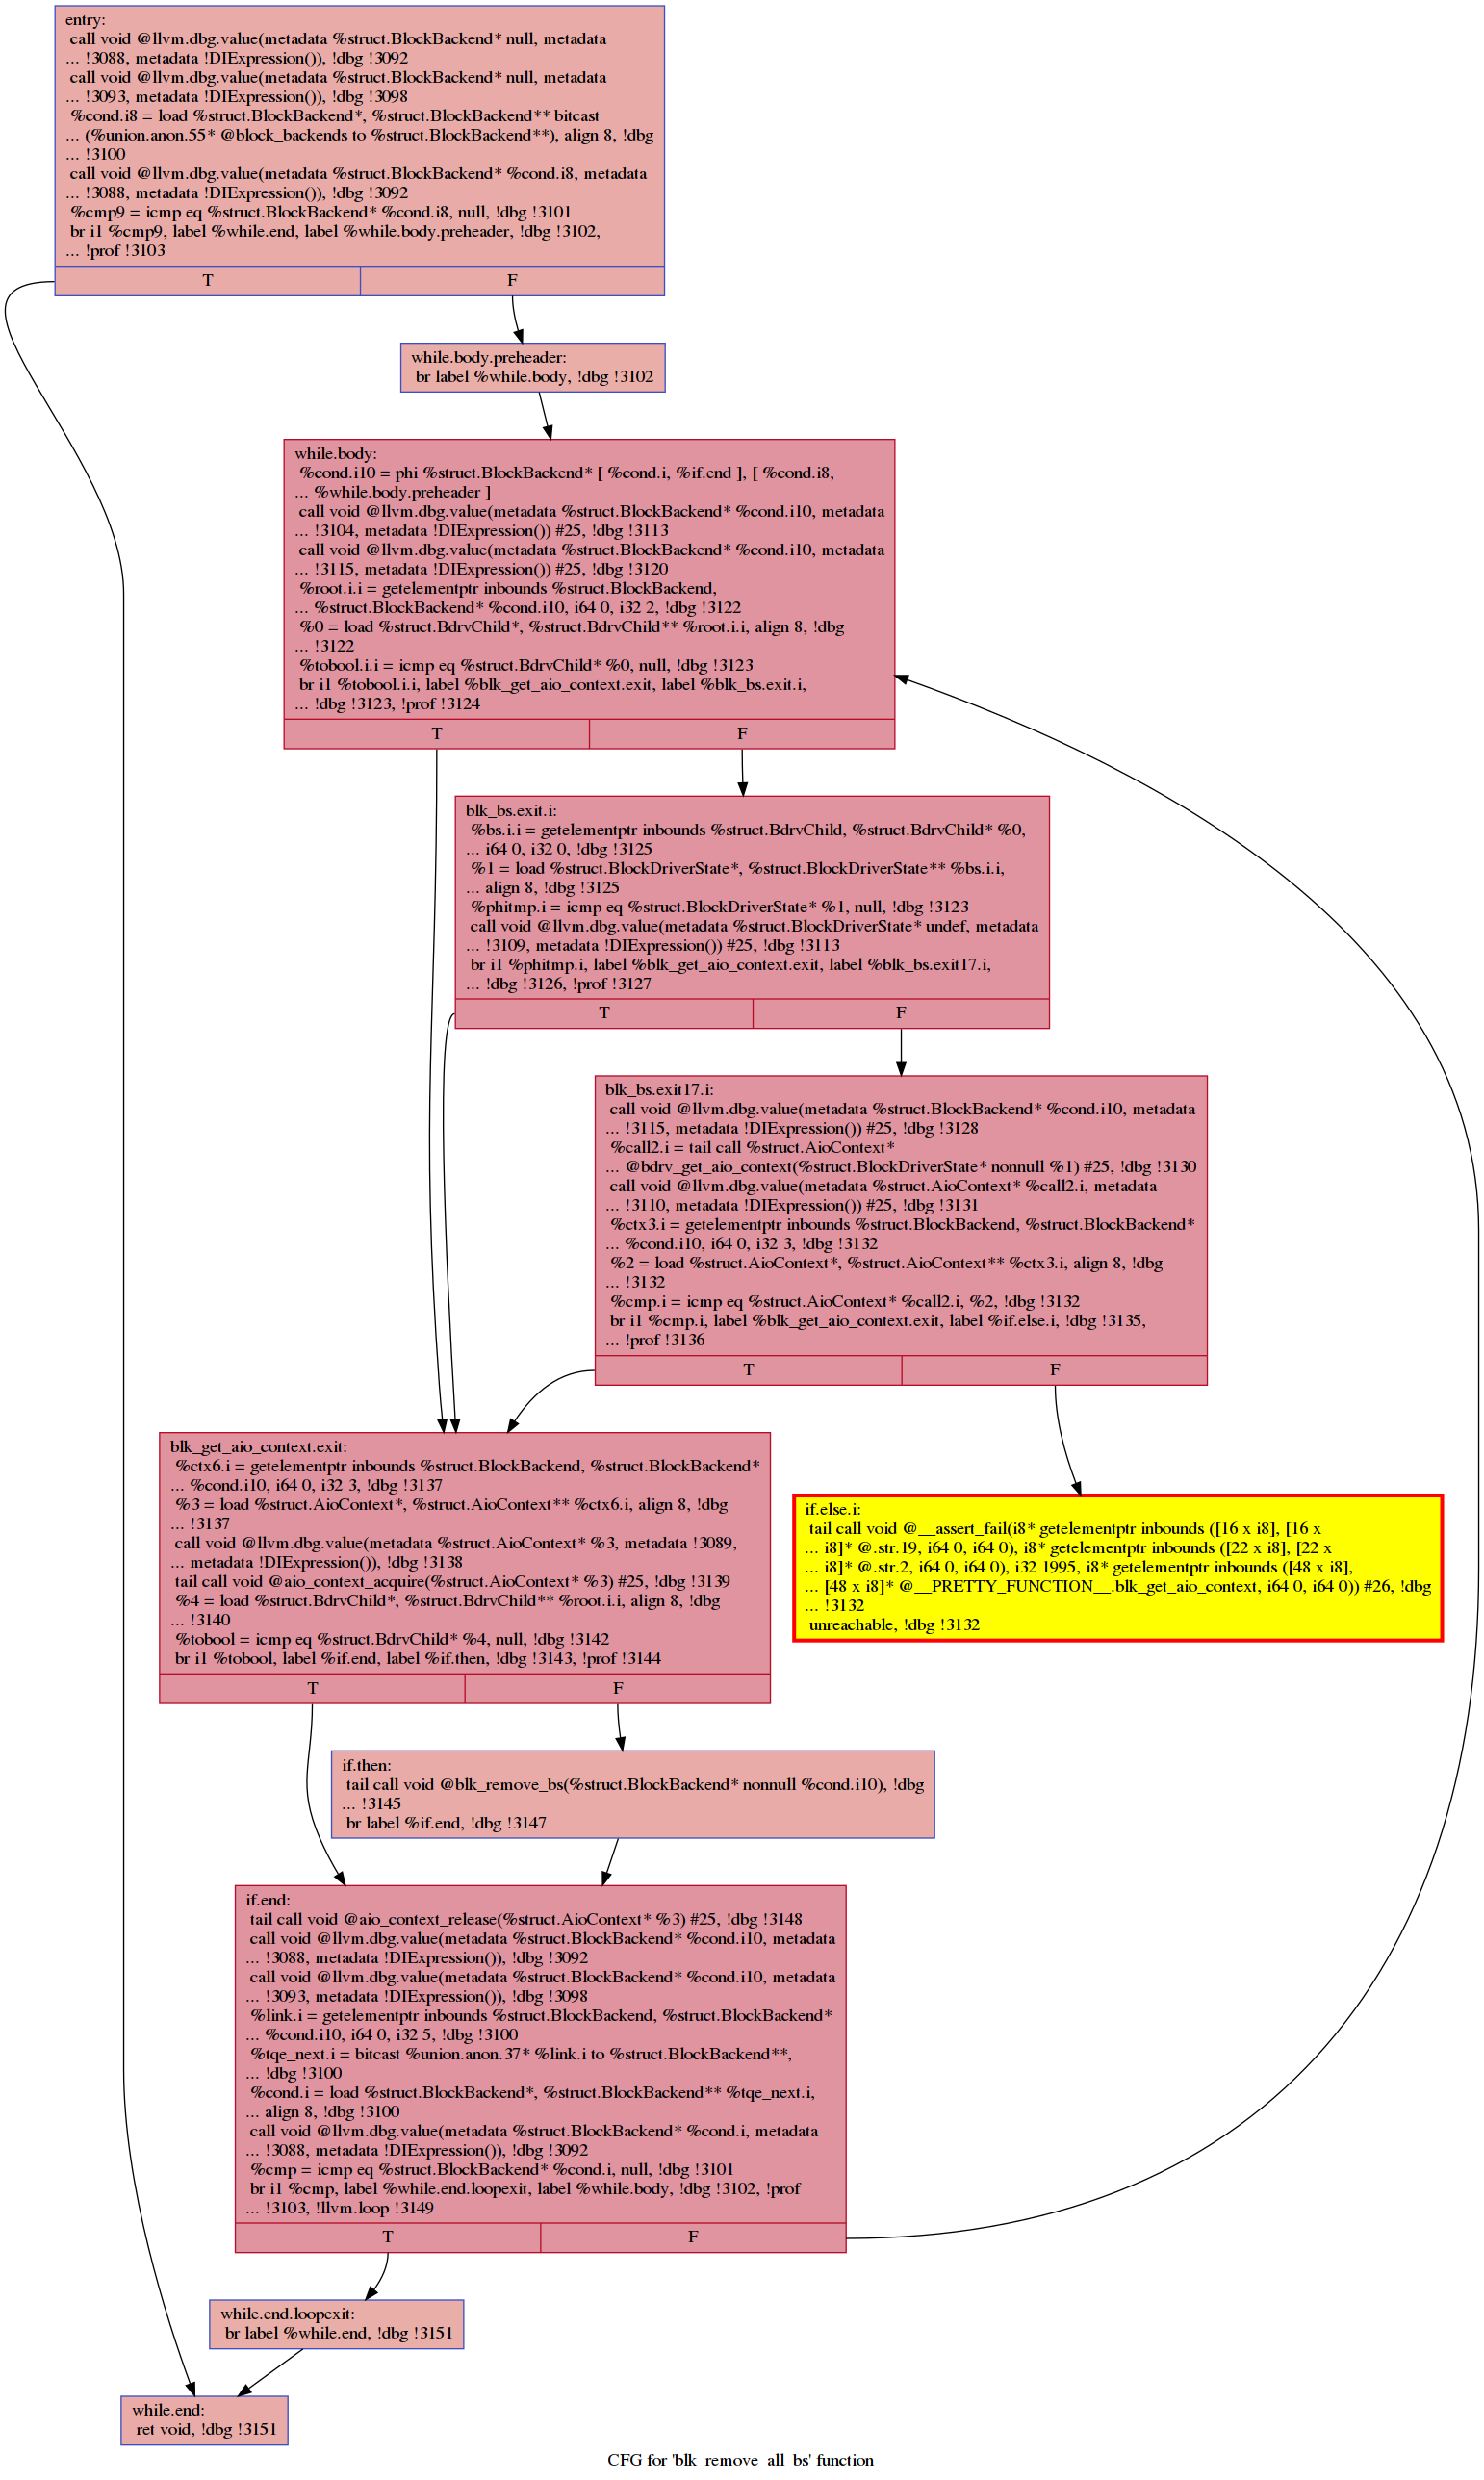 entry:
call void @llvm.dbg.value(metadata %struct.BlockBackend* null, metadata
... !3088, metadata !DIExpression()), !dbg !3092
call void @llvm.dbg.value(metadata %struct.BlockBackend* null, metadata
... !3093, metadata !DIExpression()), !dbg !3098
%cond.i8 = load %struct.BlockBackend*, %struct.BlockBackend** bitcast
... (%union.anon.55* @block_backends to %struct.BlockBackend**), align 8, !dbg
... !3100
call void @llvm.dbg.value(metadata %struct.BlockBackend* %cond.i8, metadata
... !3088, metadata !DIExpression()), !dbg !3092
%cmp9 = icmp eq %struct.BlockBackend* %cond.i8, null, !dbg !3101
br i1 %cmp9, label %while.end, label %while.body.preheader, !dbg !3102,
... !prof !3103
T F
while.body.preheader:
br label %while.body, !dbg !3102
while.body:
%cond.i10 = phi %struct.BlockBackend* [ %cond.i, %if.end ], [ %cond.i8,
... %while.body.preheader ]
call void @llvm.dbg.value(metadata %struct.BlockBackend* %cond.i10, metadata
... !3104, metadata !DIExpression()) #25, !dbg !3113
call void @llvm.dbg.value(metadata %struct.BlockBackend* %cond.i10, metadata
... !3115, metadata !DIExpression()) #25, !dbg !3120
%root.i.i = getelementptr inbounds %struct.BlockBackend,
... %struct.BlockBackend* %cond.i10, i64 0, i32 2, !dbg !3122
%0 = load %struct.BdrvChild*, %struct.BdrvChild** %root.i.i, align 8, !dbg
... !3122
%tobool.i.i = icmp eq %struct.BdrvChild* %0, null, !dbg !3123
br i1 %tobool.i.i, label %blk_get_aio_context.exit, label %blk_bs.exit.i,
... !dbg !3123, !prof !3124
T F
blk_bs.exit.i:
%bs.i.i = getelementptr inbounds %struct.BdrvChild, %struct.BdrvChild* %0,
... i64 0, i32 0, !dbg !3125
%1 = load %struct.BlockDriverState*, %struct.BlockDriverState** %bs.i.i,
... align 8, !dbg !3125
%phitmp.i = icmp eq %struct.BlockDriverState* %1, null, !dbg !3123
call void @llvm.dbg.value(metadata %struct.BlockDriverState* undef, metadata
... !3109, metadata !DIExpression()) #25, !dbg !3113
br i1 %phitmp.i, label %blk_get_aio_context.exit, label %blk_bs.exit17.i,
... !dbg !3126, !prof !3127
T F
blk_bs.exit17.i:
call void @llvm.dbg.value(metadata %struct.BlockBackend* %cond.i10, metadata
... !3115, metadata !DIExpression()) #25, !dbg !3128
%call2.i = tail call %struct.AioContext*
... @bdrv_get_aio_context(%struct.BlockDriverState* nonnull %1) #25, !dbg !3130
call void @llvm.dbg.value(metadata %struct.AioContext* %call2.i, metadata
... !3110, metadata !DIExpression()) #25, !dbg !3131
%ctx3.i = getelementptr inbounds %struct.BlockBackend, %struct.BlockBackend*
... %cond.i10, i64 0, i32 3, !dbg !3132
%2 = load %struct.AioContext*, %struct.AioContext** %ctx3.i, align 8, !dbg
... !3132
%cmp.i = icmp eq %struct.AioContext* %call2.i, %2, !dbg !3132
br i1 %cmp.i, label %blk_get_aio_context.exit, label %if.else.i, !dbg !3135,
... !prof !3136
T F
blk_get_aio_context.exit:
%ctx6.i = getelementptr inbounds %struct.BlockBackend, %struct.BlockBackend*
... %cond.i10, i64 0, i32 3, !dbg !3137
%3 = load %struct.AioContext*, %struct.AioContext** %ctx6.i, align 8, !dbg
... !3137
call void @llvm.dbg.value(metadata %struct.AioContext* %3, metadata !3089,
... metadata !DIExpression()), !dbg !3138
tail call void @aio_context_acquire(%struct.AioContext* %3) #25, !dbg !3139
%4 = load %struct.BdrvChild*, %struct.BdrvChild** %root.i.i, align 8, !dbg
... !3140
%tobool = icmp eq %struct.BdrvChild* %4, null, !dbg !3142
br i1 %tobool, label %if.end, label %if.then, !dbg !3143, !prof !3144
T F
if.else.i:
tail call void @__assert_fail(i8* getelementptr inbounds ([16 x i8], [16 x
... i8]* @.str.19, i64 0, i64 0), i8* getelementptr inbounds ([22 x i8], [22 x
... i8]* @.str.2, i64 0, i64 0), i32 1995, i8* getelementptr inbounds ([48 x i8],
... [48 x i8]* @__PRETTY_FUNCTION__.blk_get_aio_context, i64 0, i64 0)) #26, !dbg
... !3132
unreachable, !dbg !3132
if.then:
tail call void @blk_remove_bs(%struct.BlockBackend* nonnull %cond.i10), !dbg
... !3145
br label %if.end, !dbg !3147
if.end:
tail call void @aio_context_release(%struct.AioContext* %3) #25, !dbg !3148
call void @llvm.dbg.value(metadata %struct.BlockBackend* %cond.i10, metadata
... !3088, metadata !DIExpression()), !dbg !3092
call void @llvm.dbg.value(metadata %struct.BlockBackend* %cond.i10, metadata
... !3093, metadata !DIExpression()), !dbg !3098
%link.i = getelementptr inbounds %struct.BlockBackend, %struct.BlockBackend*
... %cond.i10, i64 0, i32 5, !dbg !3100
%tqe_next.i = bitcast %union.anon.37* %link.i to %struct.BlockBackend**,
... !dbg !3100
%cond.i = load %struct.BlockBackend*, %struct.BlockBackend** %tqe_next.i,
... align 8, !dbg !3100
call void @llvm.dbg.value(metadata %struct.BlockBackend* %cond.i, metadata
... !3088, metadata !DIExpression()), !dbg !3092
%cmp = icmp eq %struct.BlockBackend* %cond.i, null, !dbg !3101
br i1 %cmp, label %while.end.loopexit, label %while.body, !dbg !3102, !prof
... !3103, !llvm.loop !3149
T F
while.end.loopexit:
br label %while.end, !dbg !3151
while.end:
ret void, !dbg !3151
CFG for 'blk_remove_all_bs' function